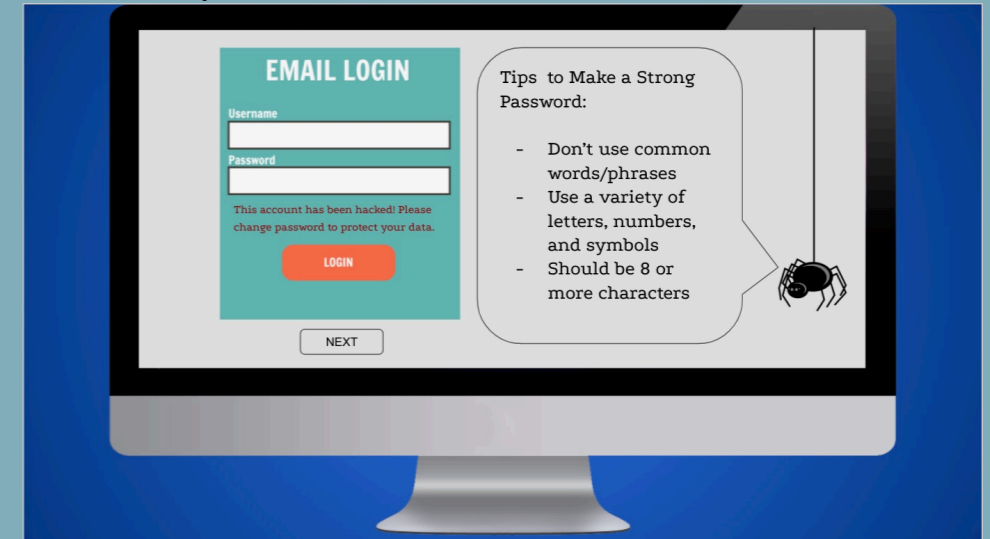 EMAIL LOGIN
Username
Password
This account has been hacked! Please
change password to protect your data.
LOGIN
NEXT
Tips to Make a Strong
Password:
- Don't use common
words/phrases
- Use a variety of
letters, numbers,
and symbols
- Should be 8 or
more characters